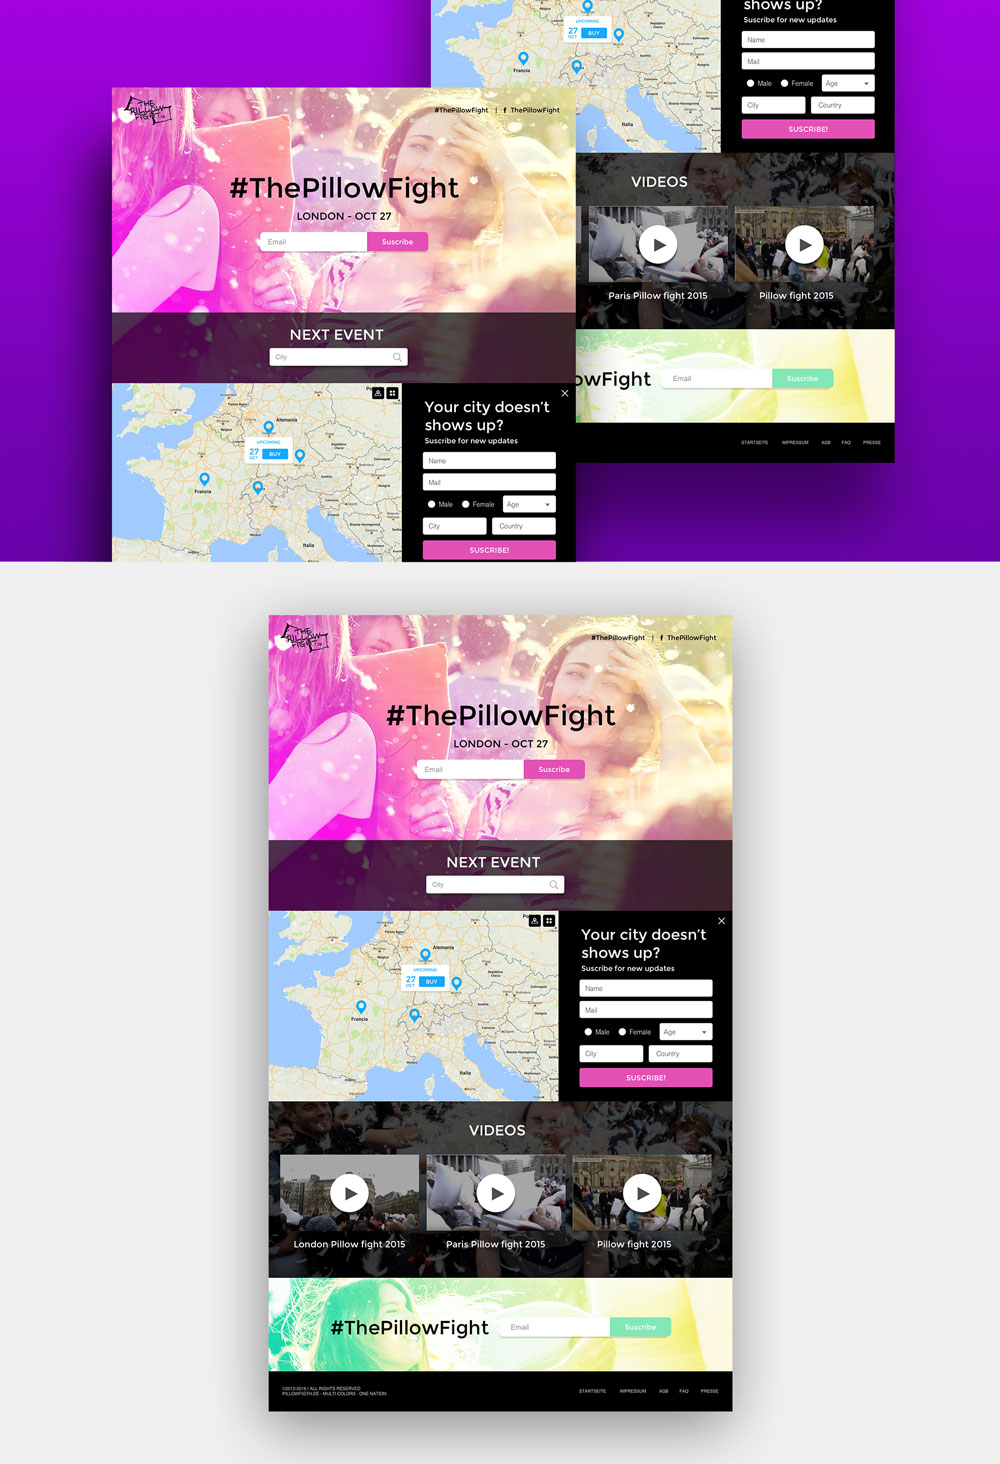 shows up?
Suscribe for new updates
Name
Mail
Male
Female
Age
City
Country
SUSCRIBE!
UPCOMING
27
OCT
BUY
Francia
Italia
VIDEOS
Paris Pillow fight 2015
Pillow fight 2015
owFight
Email
Suscribe
STARTSEITE
IMPRESSUM
AGB
FAQ
PRESSE
THE
PILLOW
FIGHT
#ThePillowFight | f ThePillowFight
#ThePillowFight
LONDON - OCT 27
Email
Suscribe
NEXT EVENT
City
Alemania
UPCOMING
27
OCT
BUY
Francia
Italia
Your city doesn't
shows up?
Suscribe for new updates
Name
Mail
Male
Female
Age
City
Country
SUSCRIBE!
THE
PILLOW
FIGHT
#ThePillowFight | f ThePillowFight
#ThePillowFight
LONDON - OCT 27
Email
Suscribe
NEXT EVENT
City
Alemania
UPCOMING
27
OCT
BUY
Francia
Italia
Your city doesn't
shows up?
Suscribe for new updates
Name
Mail
Male
Female
Age
City
Country
SUSCRIBE!
VIDEOS
London Pillow fight 2015
Paris Pillow fight 2015
Pillow fight 2015
#ThePillowFight
Email
Suscribe
©2012-2016 | ALL RIGHTS RESERVED
PILLOWFIGTH.DE - MULTI COLORS . ONE NATION
STARTSEITE
IMPRESSUM
AGB
FAQ
PRESSE